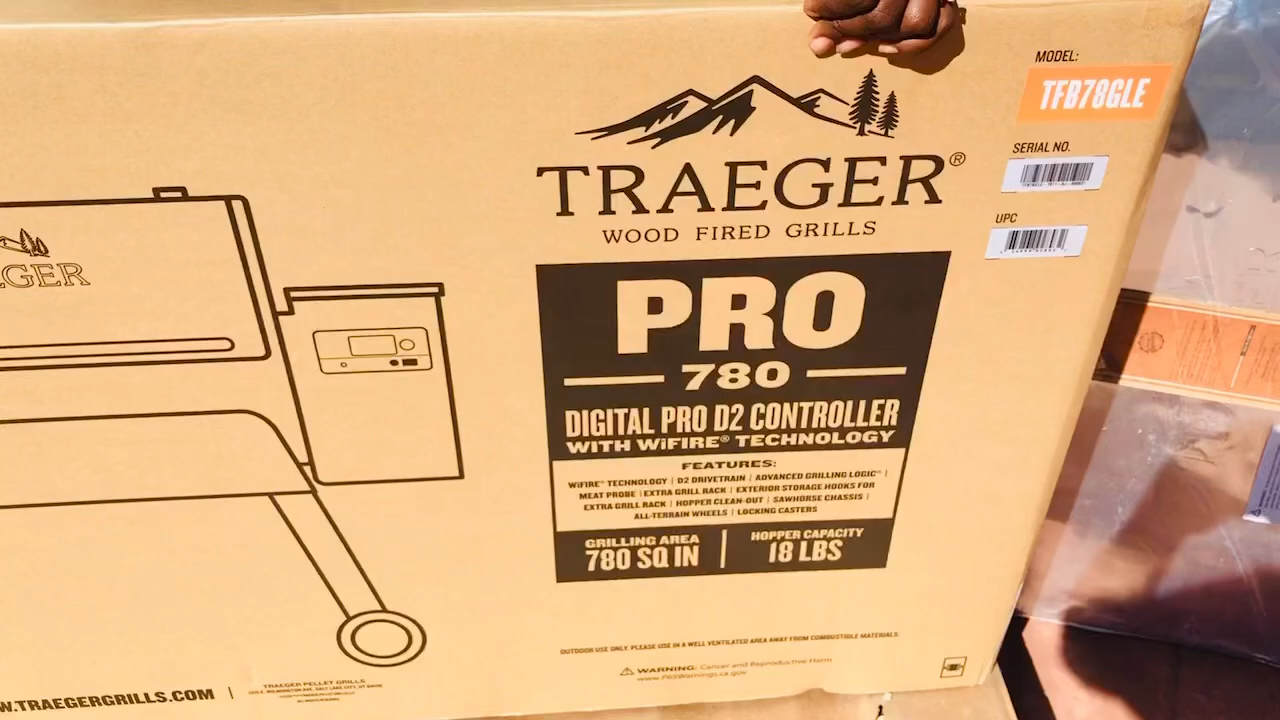 MODEL:
TFB78GLE
SERIAL NO.
UPC
TRAEGER®
WOOD FIRED GRILLS
EGER
PRO
780
DIGITAL PRO D2 CONTROLLER
WITH WiFIRE® TECHNOLOGY
FEATURES:
WiFIRE® TECHNOLOGY | D2 DRIVETRAIN | ADVANCED GRILLING LOGIC® |
MEAT PROBE | EXTRA GRILL RACK | EXTERIOR STORAGE HOOKS FOR
EXTRA GRILL RACK | HOPPER CLEAN-OUT | SAWHORSE CHASSIS |
ALL-TERRAIN WHEELS | LOCKING CASTERS
GRILLING AREA
780 SQ IN
HOPPER CAPACITY
18 LBS
OUTDOOR USE ONLY. PLEASE USE IN A WELL VENTILATED AREA AWAY FROM COMBUSTIBLE MATERIALS.
WARNING: Cancer and Reproductive Harm
www.P65Warnings.ca.gov
W.TRAEGERGRILLS.COM |
TRAEGER PELLET GRILLS